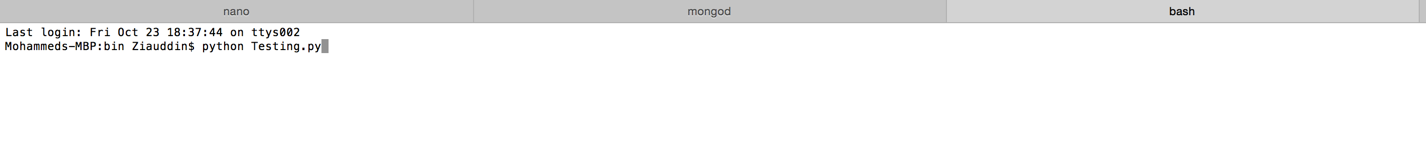 nano mongod bash
Last login: Fri Oct 23 18:37:44 on ttys002
Mohammeds-MBP:bin Ziauddin$ python Testing.py